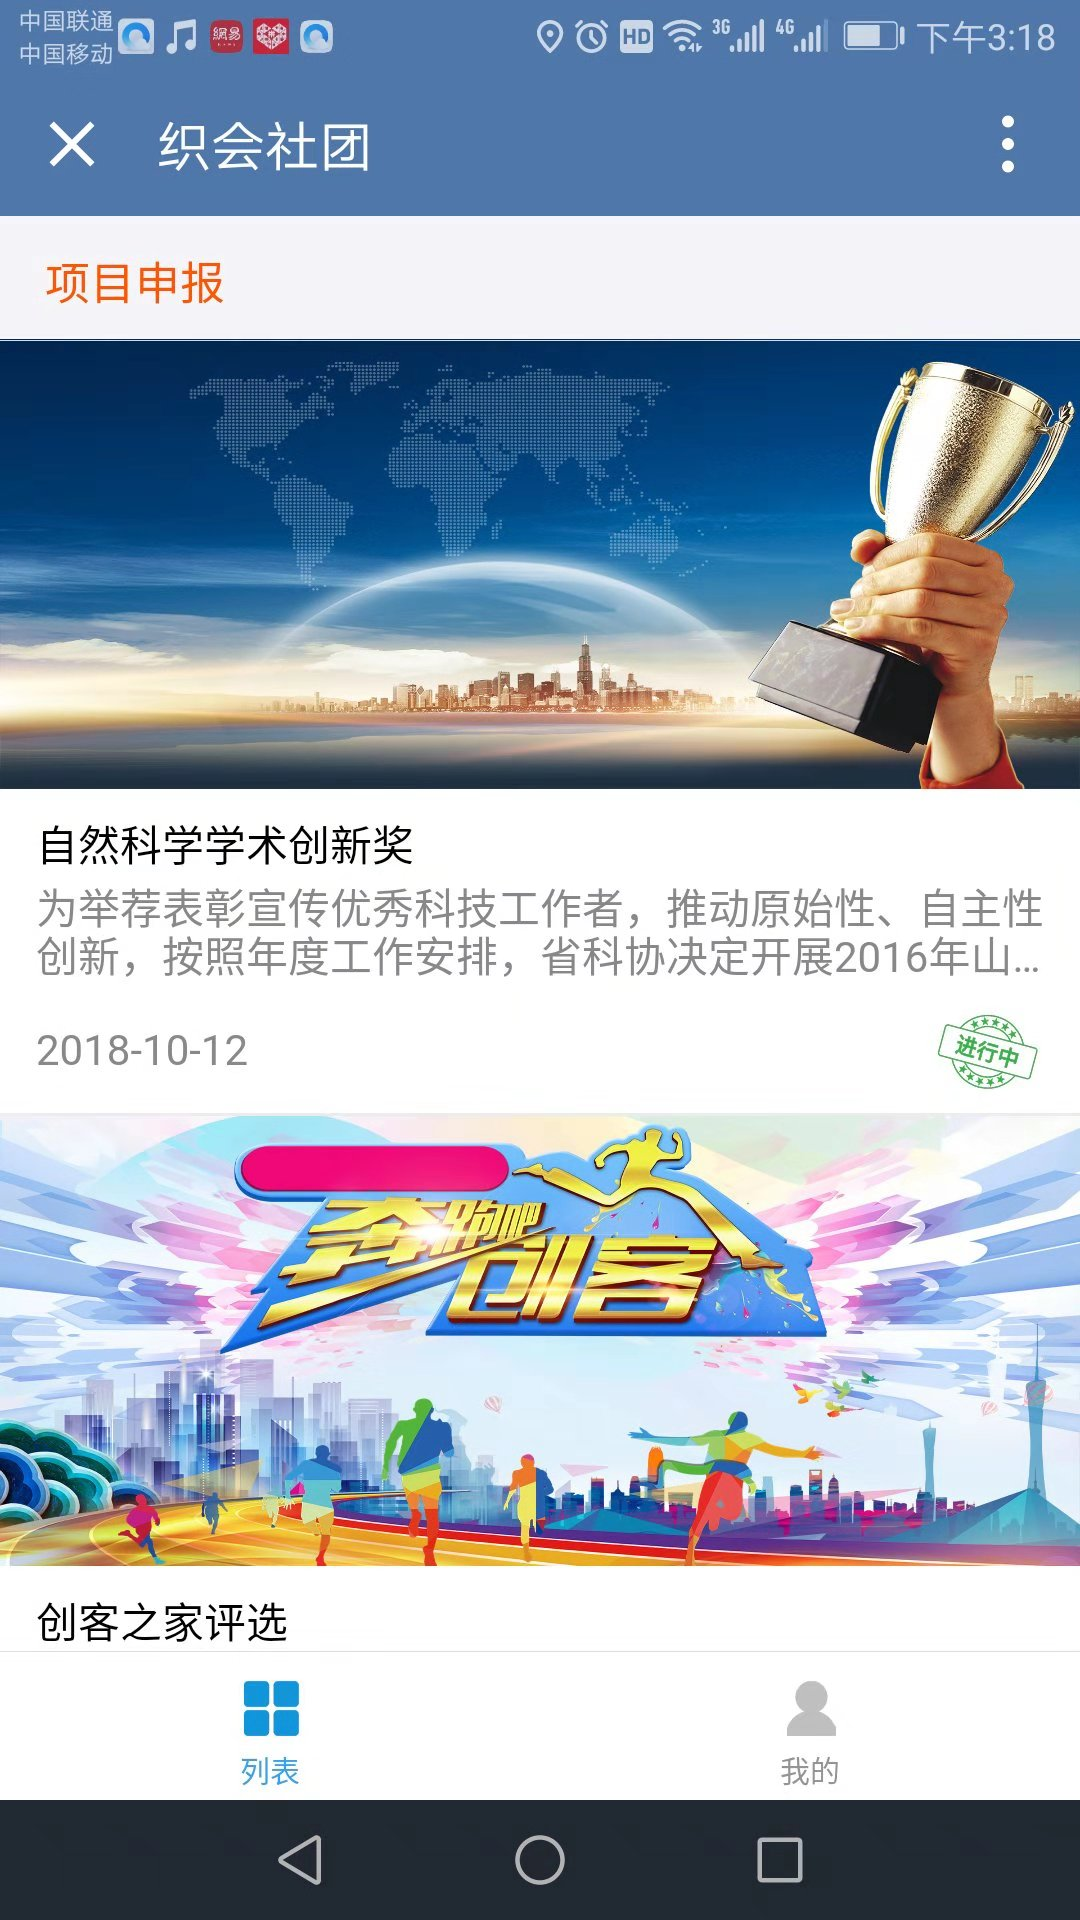 中国联通
中国移动
網易
HD
3G
4G
下午3:18
织会社团
项目申报
自然科学学术创新奖
为举荐表彰宣传优秀科技工作者，推动原始性、自主性
创新，按照年度工作安排，省科协决定开展2016年山...
2018-10-12
进行中
奔跑吧
创客
创客之家评选
列表
我的